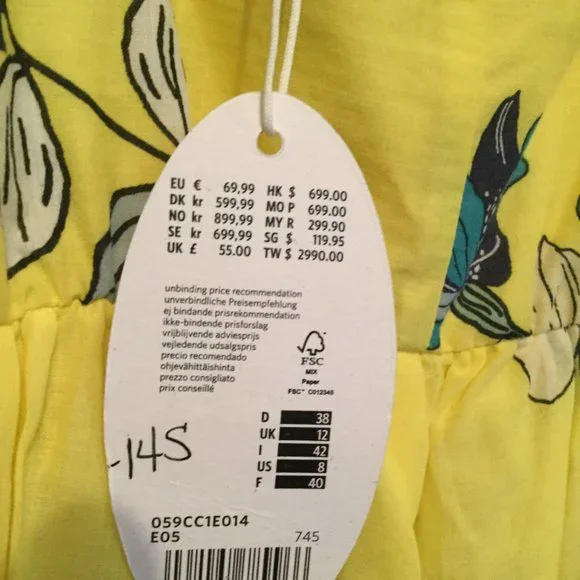 EU € 69,99 HK $ 699.00
DK kr 599,99 MO P 699.00
NO kr 899,99 MY R 299.90
SE kr 699,99 SG $ 119.95
UK £ 55.00 TW $ 2990.00
unbinding price recommendation
unverbindliche Preisempfehlung
ej bindande prisrekommendation
ikke-bindende prisforslag
vrijblijvende adviesprijs
vejledende udsalgspris
precio recomendado
ohjevähittäishinta
prezzo consigliato
prix conseillé
FSC
MIX
Paper
FSC™ C012345
D 38
UK 12
I 42
US 8
F 40
-14S
059CC1E014
E05 745